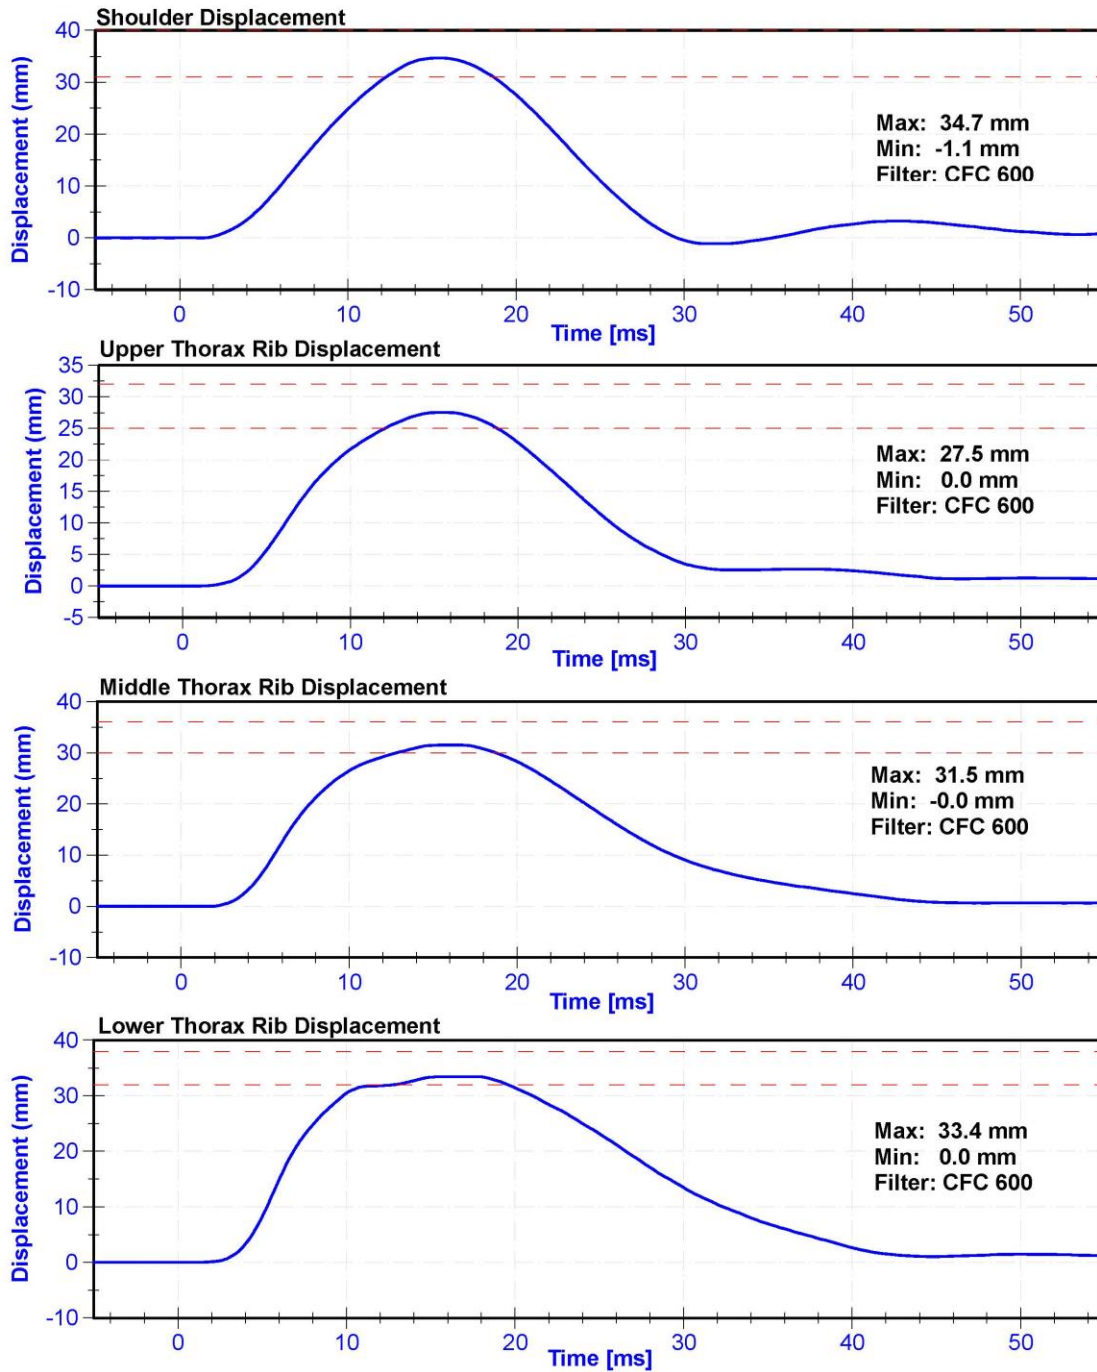 Shoulder Displacement
Displacement (mm)
40
30
20
10
0
-10
Max: 34.7 mm
Min: -1.1 mm
Filter: CFC 600
0 10 20 30 40 50
Time [ms]
Upper Thorax Rib Displacement
Displacement (mm)
35
30
25
20
15
10
5
0
-5
Max: 27.5 mm
Min: 0.0 mm
Filter: CFC 600
0 10 20 30 40 50
Time [ms]
Middle Thorax Rib Displacement
Displacement (mm)
40
30
20
10
0
-10
Max: 31.5 mm
Min: -0.0 mm
Filter: CFC 600
0 10 20 30 40 50
Time [ms]
Lower Thorax Rib Displacement
Displacement (mm)
40
30
20
10
0
-10
Max: 33.4 mm
Min: 0.0 mm
Filter: CFC 600
0 10 20 30 40 50
Time [ms]